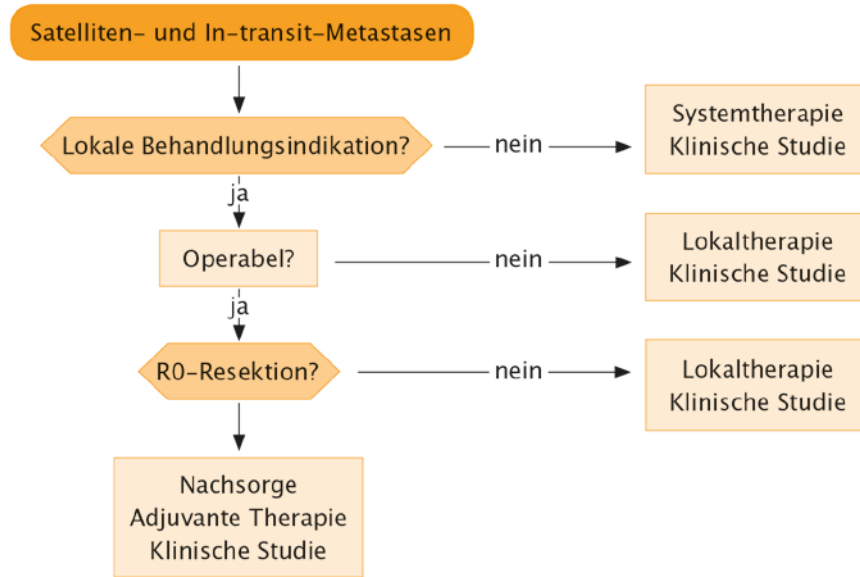 Satelliten- und In-transit-Metastasen
Lokale Behandlungsindikation?
nein
Systemtherapie
Klinische Studie
ja
Operabel?
nein
Lokaltherapie
Klinische Studie
ja
R0-Resektion?
nein
Lokaltherapie
Klinische Studie
Nachsorge
Adjuvante Therapie
Klinische Studie